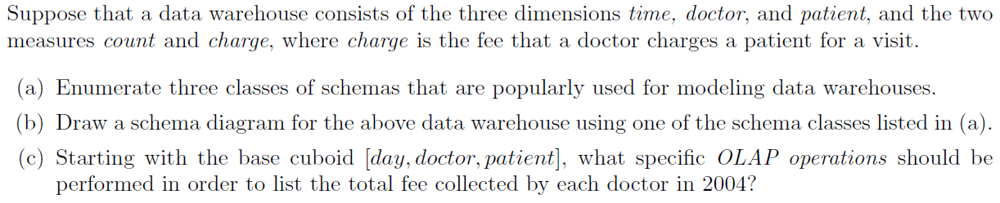 Suppose that a data warehouse consists of the three dimensions time, doctor, and patient, and the two
measures count and charge, where charge is the fee that a doctor charges a patient for a visit.
(a) Enumerate three classes of schemas that are popularly used for modeling data warehouses.
(b) Draw a schema diagram for the above data warehouse using one of the schema classes listed in (a).
(c) Starting with the base cuboid [day, doctor, patient], what specific OLAP operations should be
performed in order to list the total fee collected by each doctor in 2004?